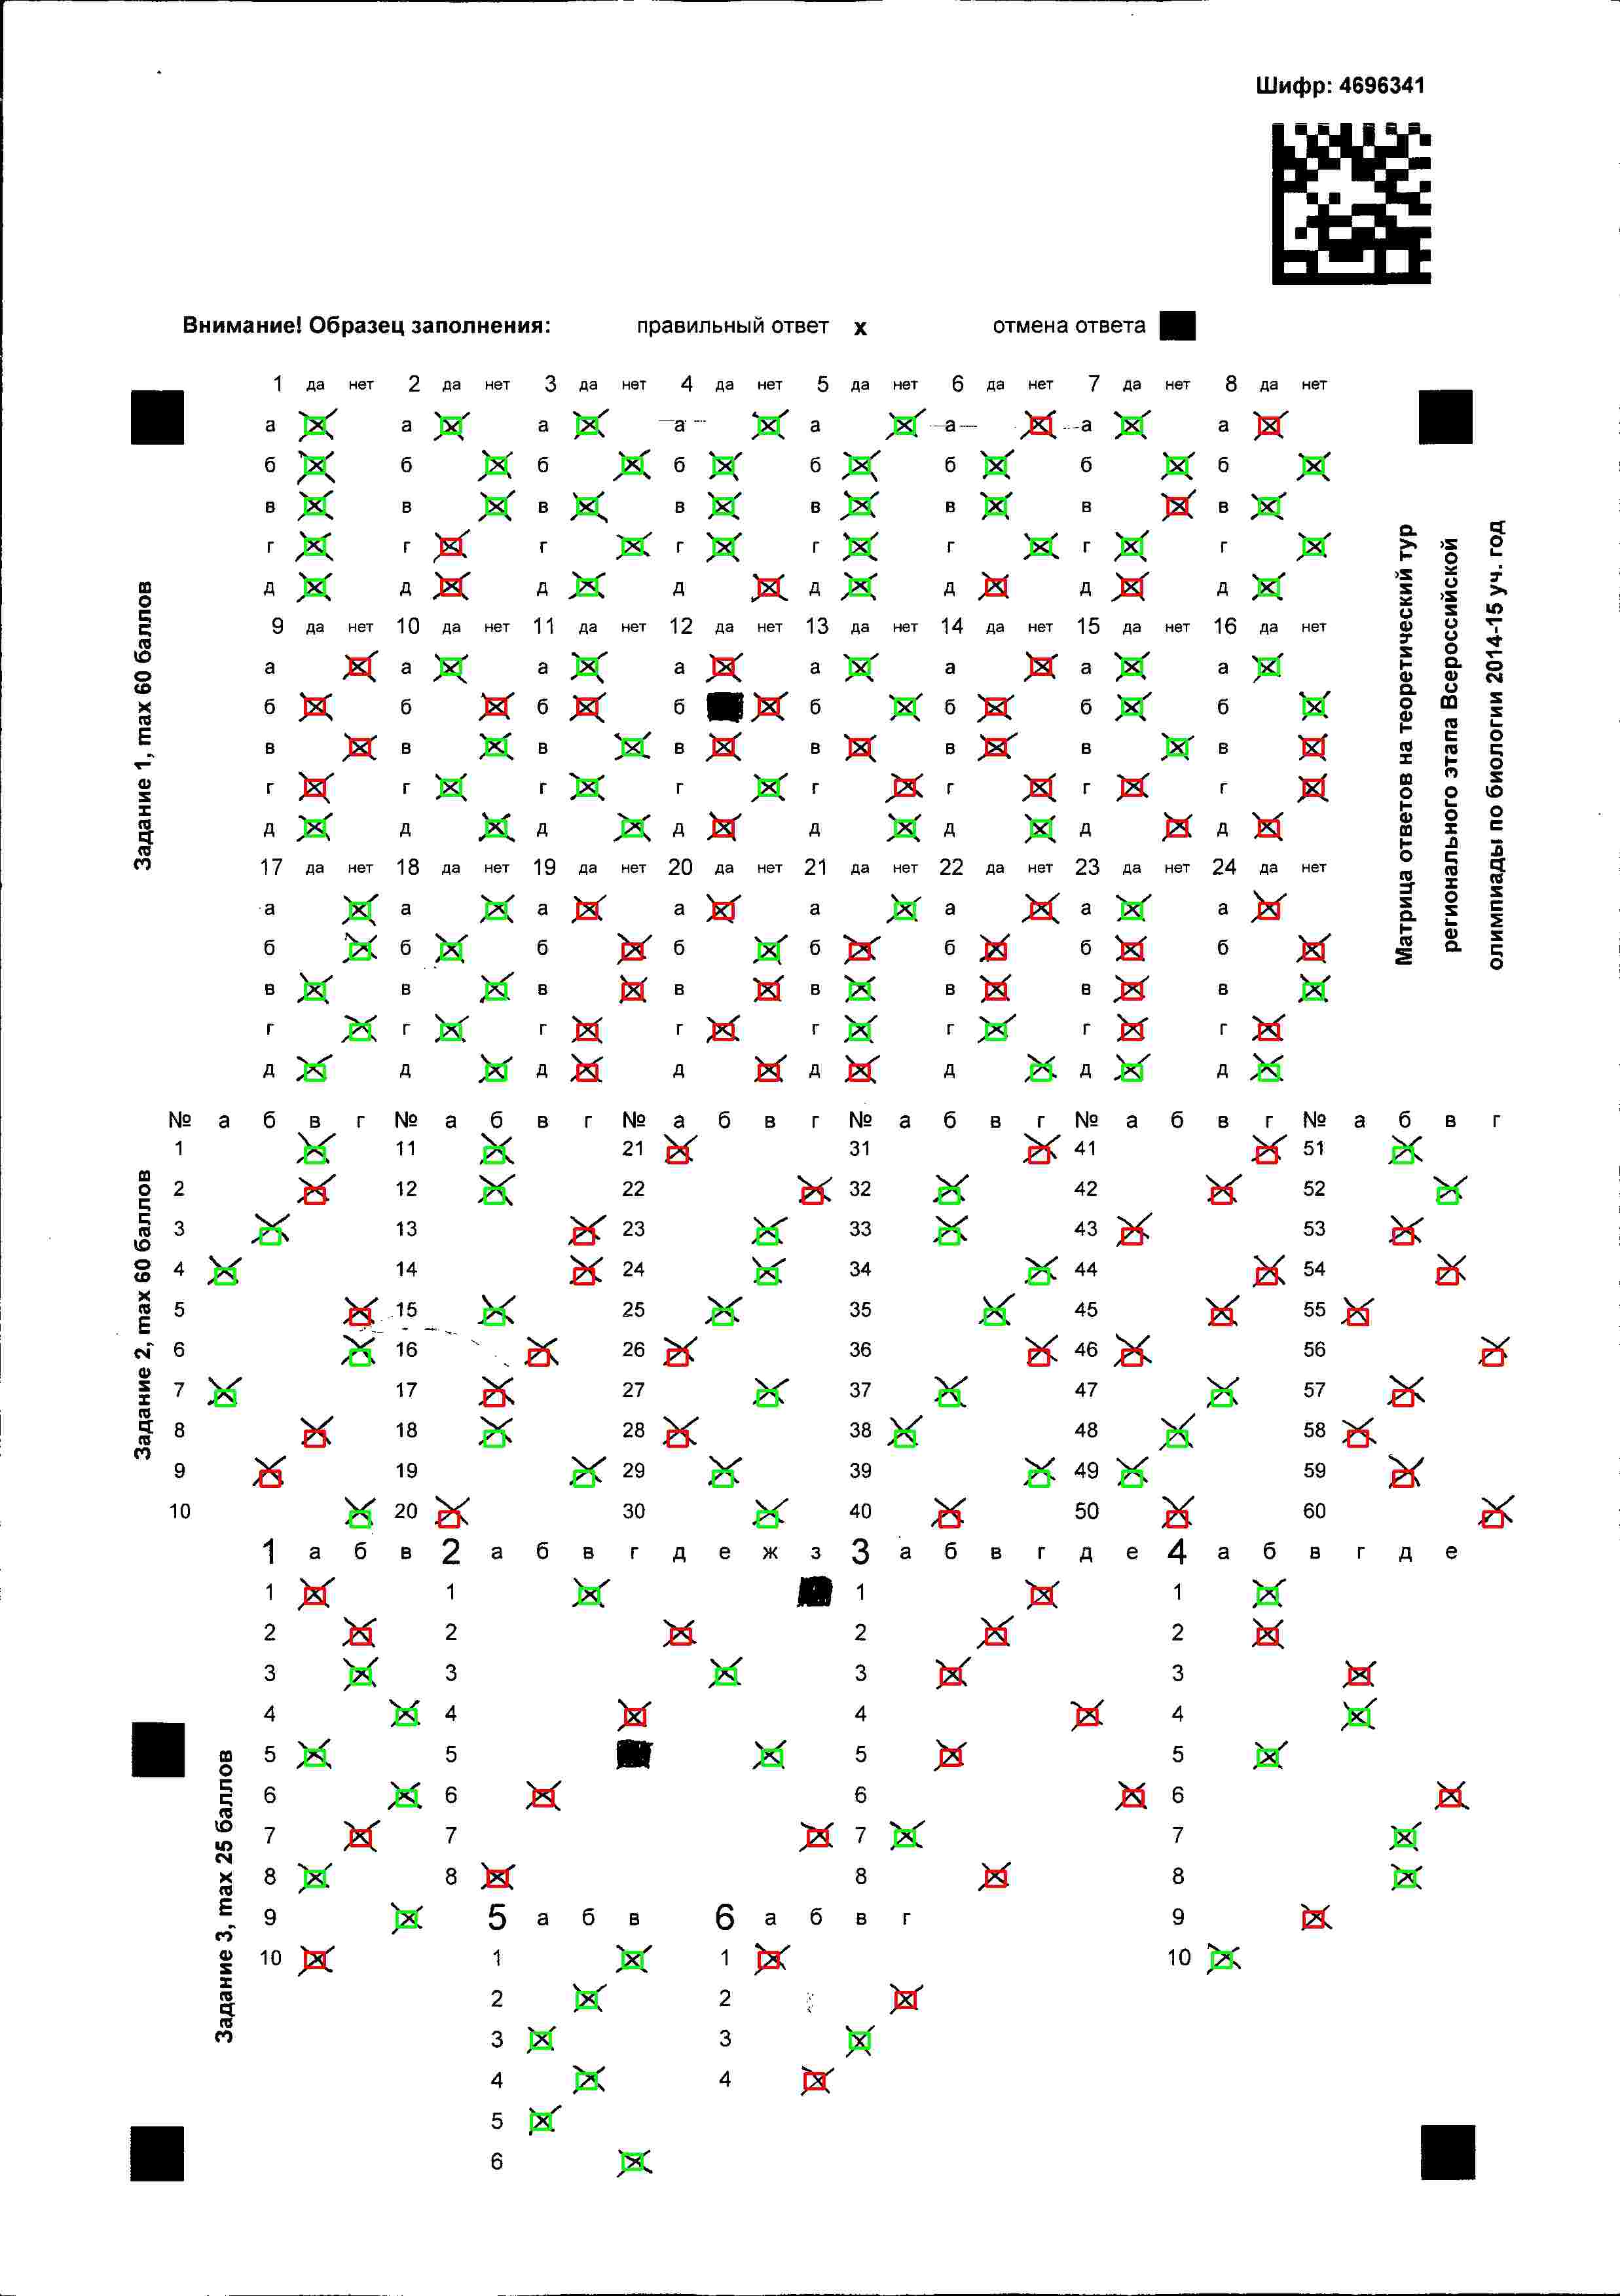 Шифр: 4696341
Внимание! Образец заполнения: правильный ответ x отмена ответа
1 да нет 2 да нет 3 да нет 4 да нет 5 да нет 6 да нет 7 да нет 8 да нет
а а а а а а а а
б б б б б б б б
в в в в в в в в
г г г г г г г г
д д д д д д д д
9 да нет 10 да нет 11 да нет 12 да нет 13 да нет 14 да нет 15 да нет 16 да нет
а а а а а а а а
б б б б б б б б
в в в в в в в в
г г г г г г г г
д д д д д д д д
17 да нет 18 да нет 19 да нет 20 да нет 21 да нет 22 да нет 23 да нет 24 да нет
а а а а а а а а
б б б б б б б б
в в в в в в в в
г г г г г г г г
д д д д д д д д
Задание 1, max 60 баллов
Матрица ответов на теоретический тур
регионального этапа Всероссийской
олимпиады по биологии 2014-15 уч. год
№ а б в г № а б в г № а б в г № а б в г № а б в г № а б в г
1 11 21 31 41 51
2 12 22 32 42 52
3 13 23 33 43 53
4 14 24 34 44 54
5 15 25 35 45 55
6 16 26 36 46 56
7 17 27 37 47 57
8 18 28 38 48 58
9 19 29 39 49 59
10 20 30 40 50 60
Задание 2, max 60 баллов
1 а б в 2 а б в г д е ж з 3 а б в г д е 4 а б в г д е
1 1 1 1
2 2 2 2
3 3 3 3
4 4 4 4
5 5 5 5
6 6 6 6
7 7 7 7
8 8 8 8
9 5 а б в 6 а б в г 9
10 1 1 10
2 2
3 3
4 4
5
6
Задание 3, max 25 баллов